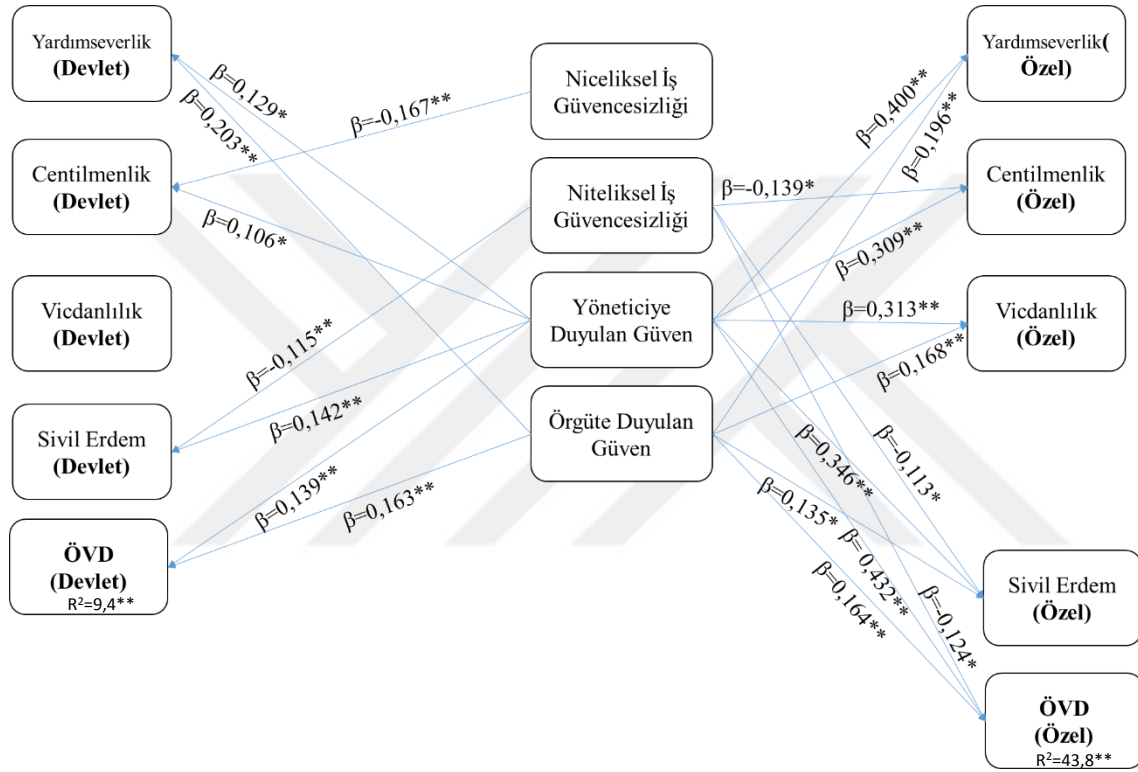 Yardımseverlik
(Devlet)
Centilmenlik
(Devlet)
Vicdanlılık
(Devlet)
Sivil Erdem
(Devlet)
ÖVD
(Devlet)
R²=9,4**
β=0,129*
β=0,203**
β=-0,167**
β=0,106*
β=-0,115**
β=0,142**
β=0,139**
β=0,163**
Niceliksel İş
Güvencesizliği
Niteliksel İş
Güvencesizliği
Yöneticiye
Duyulan Güven
Örgüte Duyulan
Güven
β=0,400**
β=0,196**
β=-0,139*
β=0,309**
β=0,313**
β=0,168**
β=-0,113*
β=0,346**
β=0,135*
β= 0,432**
β=0,164**
β=-0,124*
Yardımseverlik(
Özel)
Centilmenlik
(Özel)
Vicdanlılık
(Özel)
Sivil Erdem
(Özel)
ÖVD
(Özel)
R²=43,8**